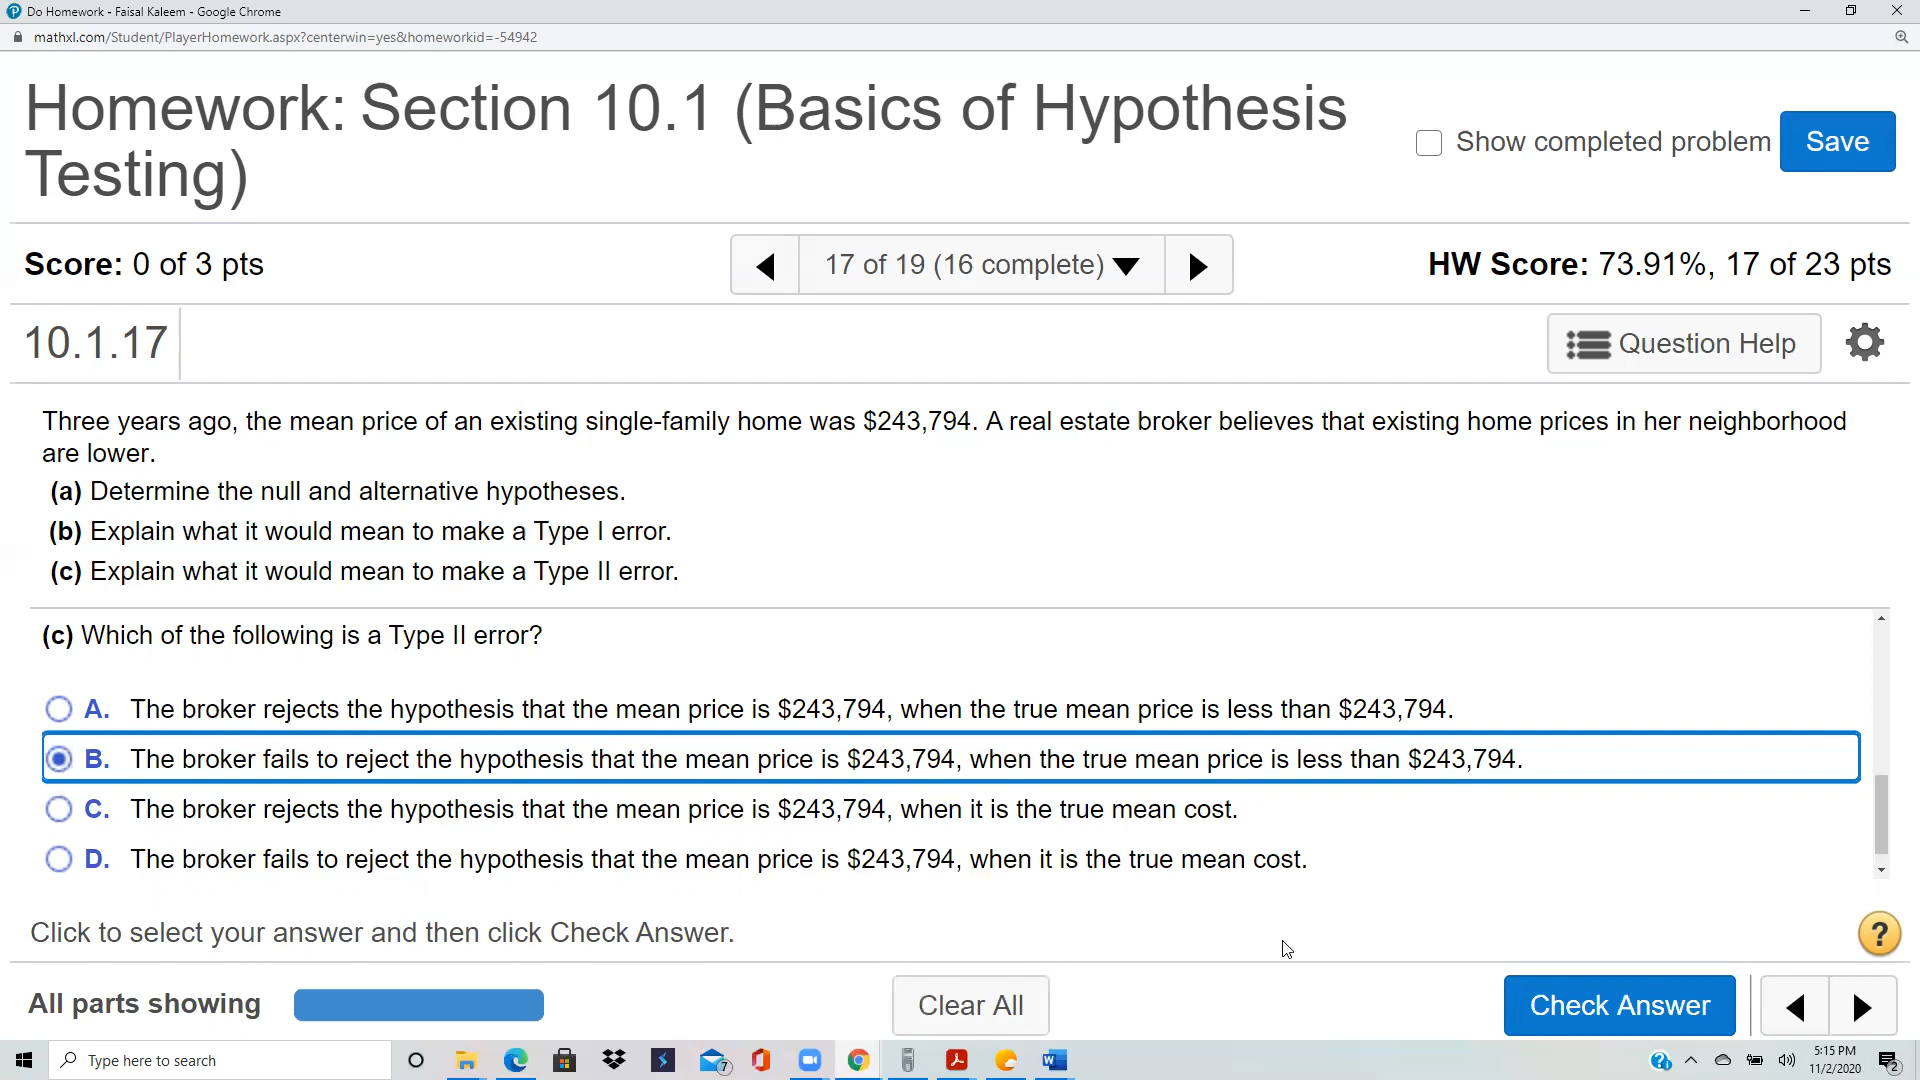 Do Homework - Faisal Kaleem - Google Chrome
mathxl.com/Student/PlayerHomework.aspx?centerwin=yes&homeworkid=-54942
Homework: Section 10.1 (Basics of Hypothesis
Testing)
Show completed problem
Save
Score: 0 of 3 pts
17 of 19 (16 complete)
HW Score: 73.91%, 17 of 23 pts
10.1.17
Question Help
Three years ago, the mean price of an existing single-family home was $243,794. A real estate broker believes that existing home prices in her neighborhood
are lower.
(a) Determine the null and alternative hypotheses.
(b) Explain what it would mean to make a Type I error.
(c) Explain what it would mean to make a Type II error.
(c) Which of the following is a Type II error?
A. The broker rejects the hypothesis that the mean price is $243,794, when the true mean price is less than $243,794.
B. The broker fails to reject the hypothesis that the mean price is $243,794, when the true mean price is less than $243,794.
C. The broker rejects the hypothesis that the mean price is $243,794, when it is the true mean cost.
D. The broker fails to reject the hypothesis that the mean price is $243,794, when it is the true mean cost.
Click to select your answer and then click Check Answer.
?
All parts showing
Clear All
Check Answer
Type here to search
7
5:15 PM
11/2/2020
2